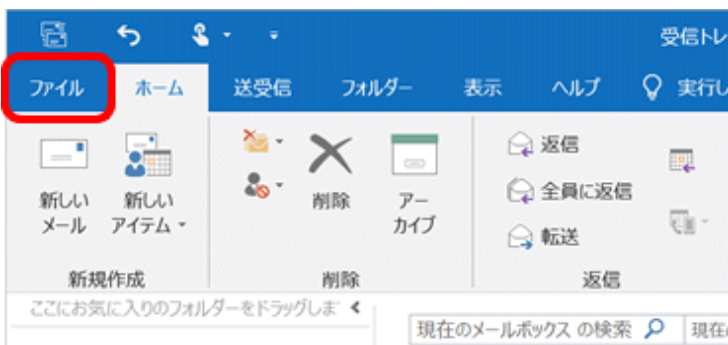 受信トレ
ファイル ホーム 送受信 フォルダー 表示 ヘルプ 実行し
新しい
メール
新しい
アイテム
削除
アー
カイブ
返信
全員に返信
転送
新規作成 削除 返信
ここにお気に入りのフォルダーをドラッグしま
現在のメールボックス の検索 現在